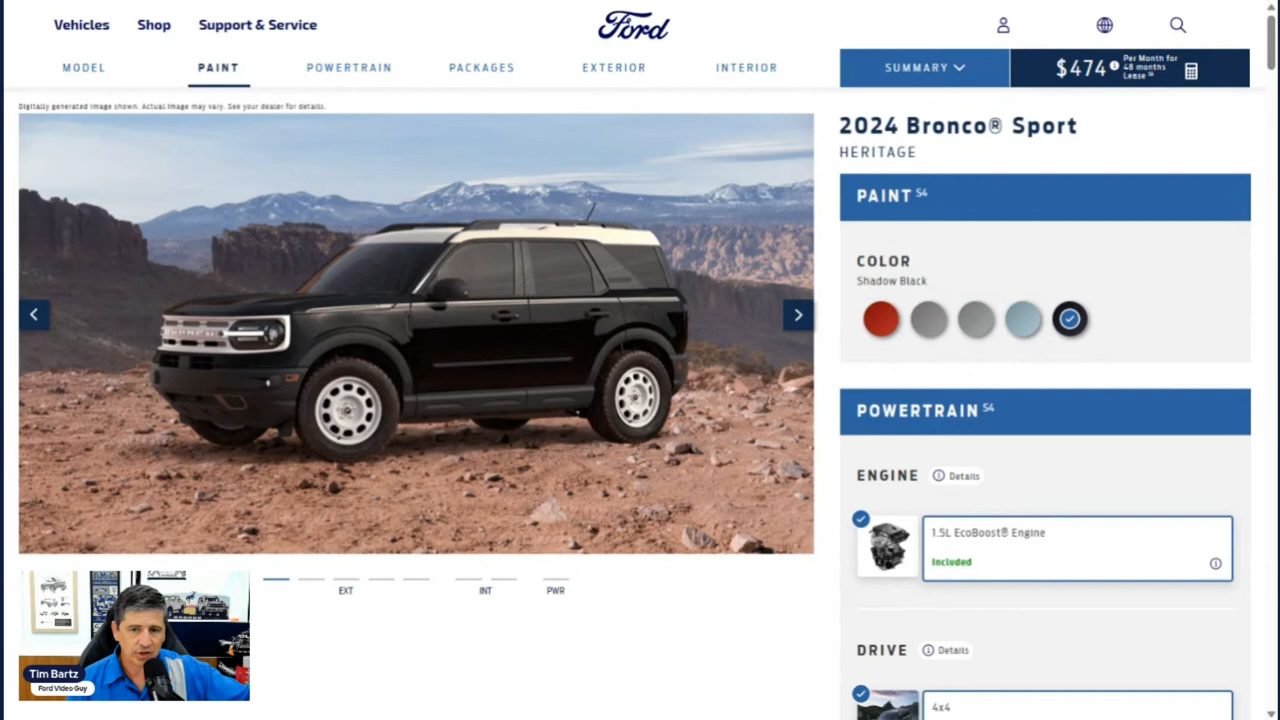 Vehicles
Shop
Support & Service
Ford
MODEL
PAINT
POWERTRAIN
PACKAGES
EXTERIOR
INTERIOR
SUMMARY
$474
Per Month for
48 months
Lease
Digitally generated image shown. Actual image may vary. See your dealer for details.
2024 Bronco® Sport
HERITAGE
PAINT S4
COLOR
Shadow Black
BRONCO
POWERTRAIN S4
ENGINE
Details
1.5L EcoBoost® Engine
Included
EXT
INT
PWR
DRIVE
Details
4x4
Tim Bartz
Ford Video Guy